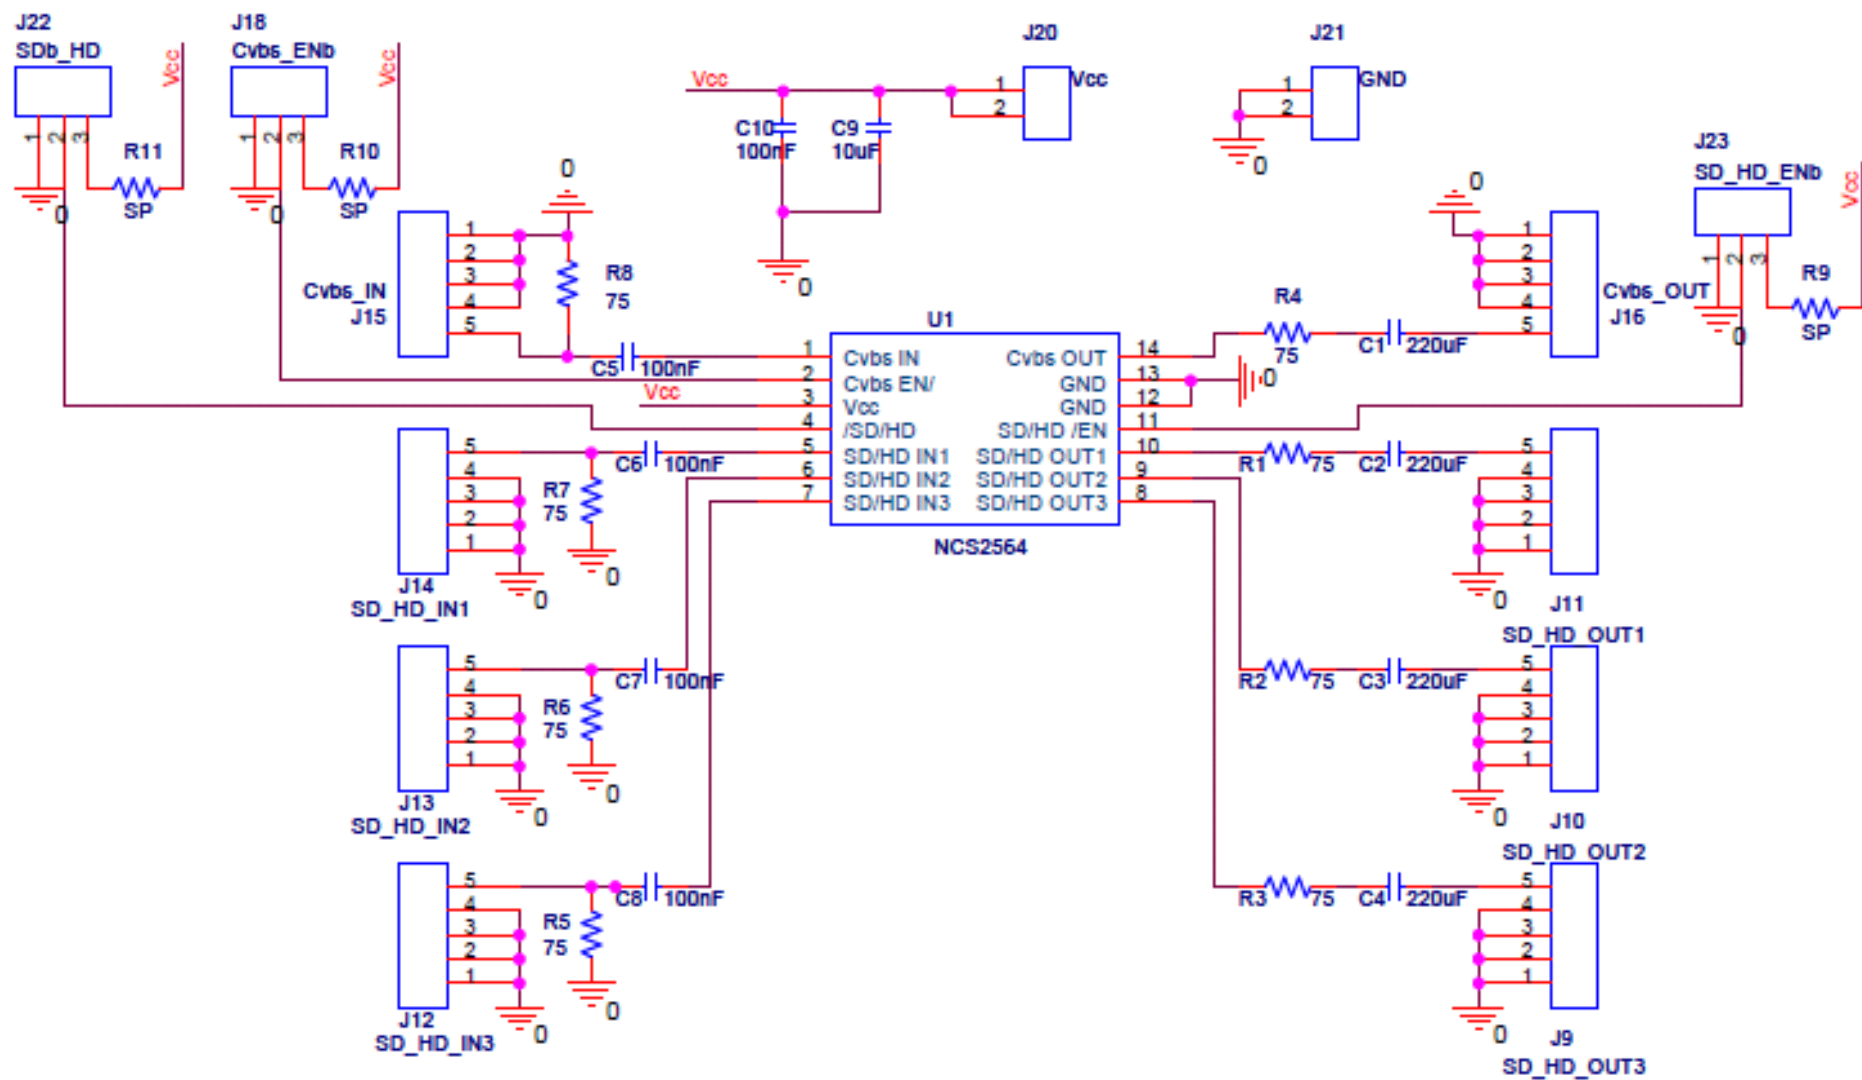 J22
SDb_HD
1
2
3
0
Vcc
R11
SP
J18
Cvbs_ENb
1
2
3
0
Vcc
R10
SP
Vcc
C10
100nF
C9
10uF
0
J20
1
2
Vcc
J21
1
2
GND
0
J23
SD_HD_ENb
1
2
3
0
Vcc
R9
SP
0
1
2
3
4
5
Cvbs_IN
J15
R8
75
C5
100nF
0
1
2
3
4
5
Cvbs_OUT
J16
R4
75
C1
220uF
U1
1
2
3
4
5
6
7
Vcc
Cvbs IN
Cvbs EN/
Vcc
/SD/HD
SD/HD IN1
SD/HD IN2
SD/HD IN3
Cvbs OUT
GND
GND
SD/HD /EN
SD/HD OUT1
SD/HD OUT2
SD/HD OUT3
14
13
12
11
10
9
8
0
NCS2564
5
4
3
2
1
C6
100nF
R7
75
0
0
J14
SD_HD_IN1
R1
75
C2
220uF
5
4
3
2
1
0
J11
SD_HD_OUT1
5
4
3
2
1
C7
100nF
R6
75
0
0
J13
SD_HD_IN2
R2
75
C3
220uF
5
4
3
2
1
0
J10
SD_HD_OUT2
5
4
3
2
1
C8
100nF
R5
75
0
0
J12
SD_HD_IN3
R3
75
C4
220uF
5
4
3
2
1
0
J9
SD_HD_OUT3